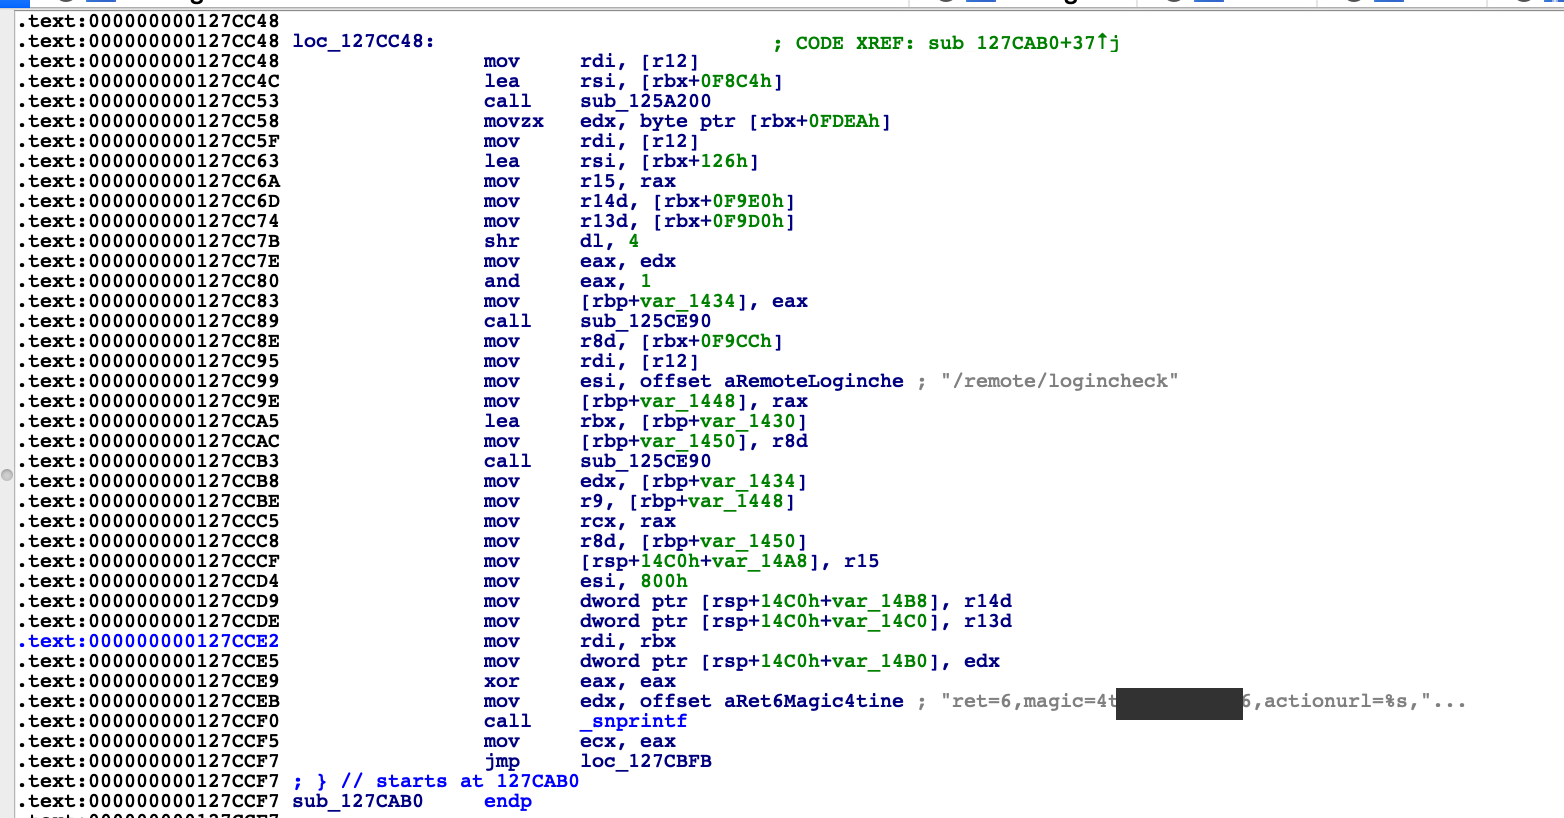 .text:000000000127CC48
.text:000000000127CC48 loc_127CC48: ; CODE XREF: sub 127CAB0+37↑j
.text:000000000127CC48 mov rdi, [r12]
.text:000000000127CC4C lea rsi, [rbx+0F8C4h]
.text:000000000127CC53 call sub_125A200
.text:000000000127CC58 movzx edx, byte ptr [rbx+0FDEAh]
.text:000000000127CC5F mov rdi, [r12]
.text:000000000127CC63 lea rsi, [rbx+126h]
.text:000000000127CC6A mov r15, rax
.text:000000000127CC6D mov r14d, [rbx+0F9E0h]
.text:000000000127CC74 mov r13d, [rbx+0F9D0h]
.text:000000000127CC7B shr dl, 4
.text:000000000127CC7E mov eax, edx
.text:000000000127CC80 and eax, 1
.text:000000000127CC83 mov [rbp+var_1434], eax
.text:000000000127CC89 call sub_125CE90
.text:000000000127CC8E mov r8d, [rbx+0F9CCh]
.text:000000000127CC95 mov rdi, [r12]
.text:000000000127CC99 mov esi, offset aRemoteLoginche ; "/remote/logincheck"
.text:000000000127CC9E mov [rbp+var_1448], rax
.text:000000000127CCA5 lea rbx, [rbp+var_1430]
.text:000000000127CCAC mov [rbp+var_1450], r8d
.text:000000000127CCB3 call sub_125CE90
.text:000000000127CCB8 mov edx, [rbp+var_1434]
.text:000000000127CCBE mov r9, [rbp+var_1448]
.text:000000000127CCC5 mov rcx, rax
.text:000000000127CCC8 mov r8d, [rbp+var_1450]
.text:000000000127CCCF mov [rsp+14C0h+var_14A8], r15
.text:000000000127CCD4 mov esi, 800h
.text:000000000127CCD9 mov dword ptr [rsp+14C0h+var_14B8], r14d
.text:000000000127CCDE mov dword ptr [rsp+14C0h+var_14C0], r13d
.text:000000000127CCE2 mov rdi, rbx
.text:000000000127CCE5 mov dword ptr [rsp+14C0h+var_14B0], edx
.text:000000000127CCE9 xor eax, eax
.text:000000000127CCEB mov edx, offset aRet6Magic4tine ; "ret=6,magic=4t 6,actionurl=%s,"...
.text:000000000127CCF0 call _snprintf
.text:000000000127CCF5 mov ecx, eax
.text:000000000127CCF7 jmp loc_127CBFB
.text:000000000127CCF7 ; } // starts at 127CAB0
.text:000000000127CCF7 sub_127CAB0 endp